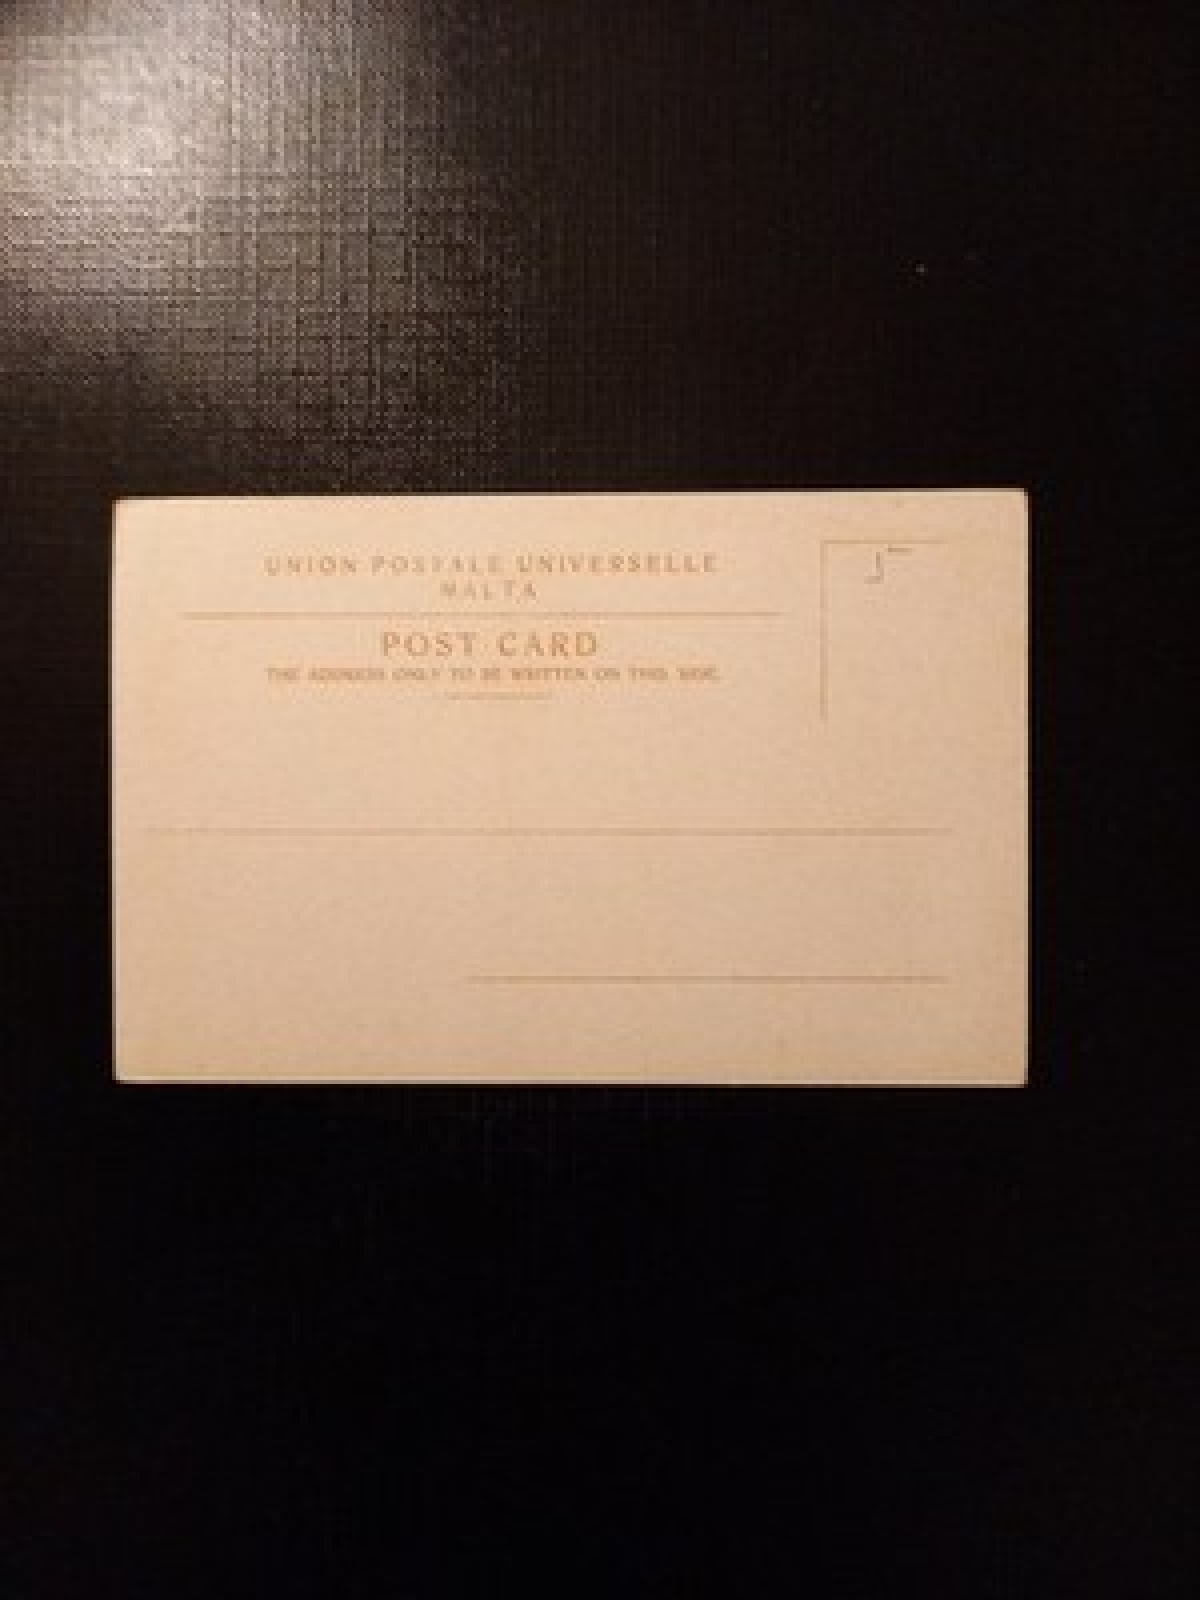 UNION POSTALE UNIVERSELLE
MALTA
POST CARD
THE ADDRESS ONLY TO BE WRITTEN ON THIS SIDE.